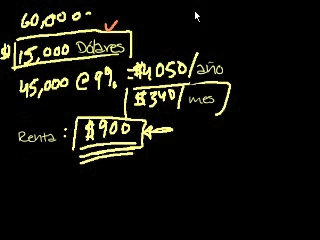 60,000-
$ 15,000 Dólares
45,000 @ 9% = $4050/año
$340/mes
Renta : $900